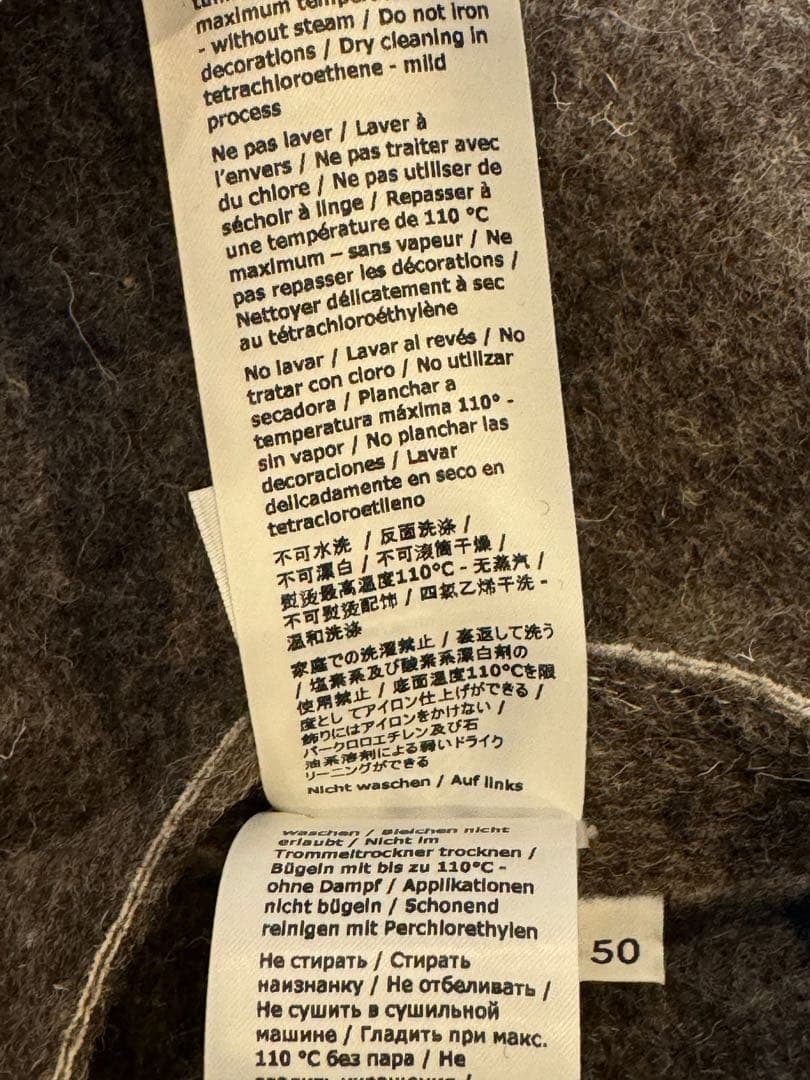 maximum
- without steam / Do not iron
decorations / Dry cleaning in
tetrachloroethene - mild
process
Ne pas laver / Laver à
l'envers / Ne pas traiter avec
du chlore / Ne pas utiliser de
séchoir à linge / Repasser à
une température de 110 °C
maximum – sans vapeur / Ne
pas repasser les décorations /
Nettoyer délicatement à sec
au tétrachloroéthylène
No lavar / Lavar al revés / No
tratar con cloro / No utilizar
secadora / Planchar a
temperatura máxima 110° -
sin vapor / No planchar las
decoraciones / Lavar
delicadamente en seco en
tetracloroetileno
不可水洗 / 反面洗涤 /
不可漂白 / 不可滚筒干燥 /
熨烫最高温度110°C - 无蒸汽 /
不可熨烫配饰 / 四氯乙烯干洗 -
温和洗涤
家庭での洗濯禁止 / 裏返して洗う
/ 塩素系及び酸素系漂白剤の
使用禁止 / 底面温度110°Cを限
度としてアイロン仕上げができる /
飾りにはアイロンをかけない /
パークロロエチレン及び石
油系溶剤による弱いドライク
リーニングができる
Nicht waschen / Auf links
waschen / Bleichen nicht
erlaubt / Nicht im
Trommeltrockner trocknen /
Bügeln mit bis zu 110°C -
ohne Dampf / Applikationen
nicht bügeln / Schonend
reinigen mit Perchlorethylen
50
Не стирать / Стирать
наизнанку / Не отбеливать /
Не сушить в сушильной
машине / Гладить при макс.
110 °C без пара / Не